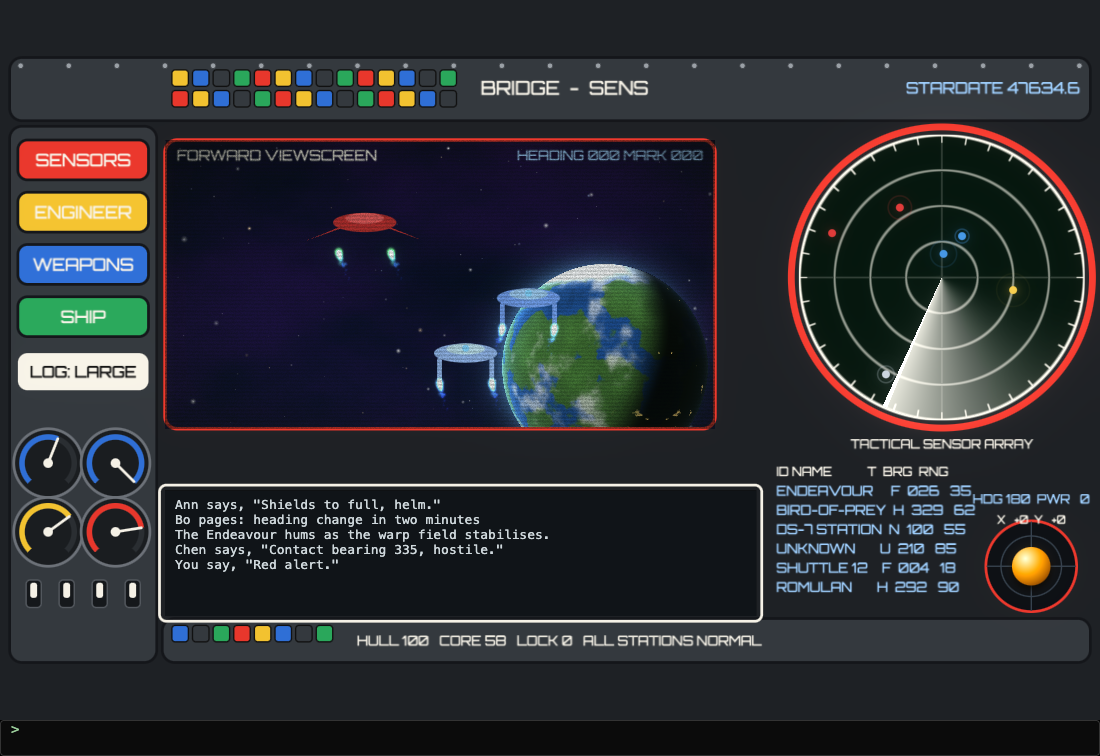 BRIDGE - SENS
STARDATE 47634.6
SENSORS
ENGINEER
WEAPONS
SHIP
LOG: LARGE
FORWARD VIEWSCREEN
HEADING 000 MARK 000
TACTICAL SENSOR ARRAY
ID NAME T BRG RNG
ENDEAVOUR F 026 35
BIRD-OF-PREY H 329 62
DS-7 STATION N 100 55
UNKNOWN U 210 85
SHUTTLE 12 F 004 18
ROMULAN H 292 90
HDG 180 PWR 0
X +0 Y +0
Ann says, "Shields to full, helm."
Bo pages: heading change in two minutes
The Endeavour hums as the warp field stabilises.
Chen says, "Contact bearing 335, hostile."
You say, "Red alert."
HULL 100 CORE 58 LOCK 0 ALL STATIONS NORMAL
>